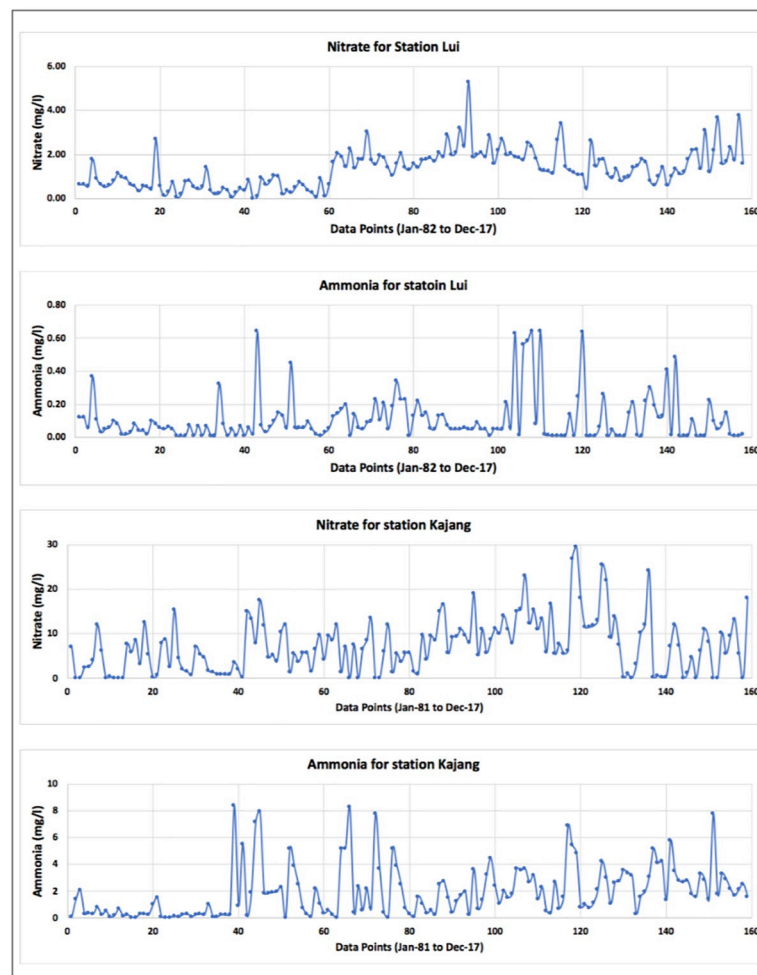 Nitrate for Station Lui
6.00
4.00
2.00
0.00
Nitrate (mg/l)
0 20 40 60 80 100 120 140 160
Data Points (Jan-82 to Dec-17)
Ammonia for statoin Lui
0.80
0.60
0.40
0.20
0.00
Ammonia (mg/l)
0 20 40 60 80 100 120 140 160
Data Points (Jan-82 to Dec-17)
Nitrate for station Kajang
30
20
10
0
Nitrate (mg/l)
0 20 40 60 80 100 120 140 160
Data Points (Jan-81 to Dec-17)
Ammonia for station Kajang
10
8
6
4
2
0
Ammonia (mg/l)
0 20 40 60 80 100 120 140 160
Data Points (Jan-81 to Dec-17)